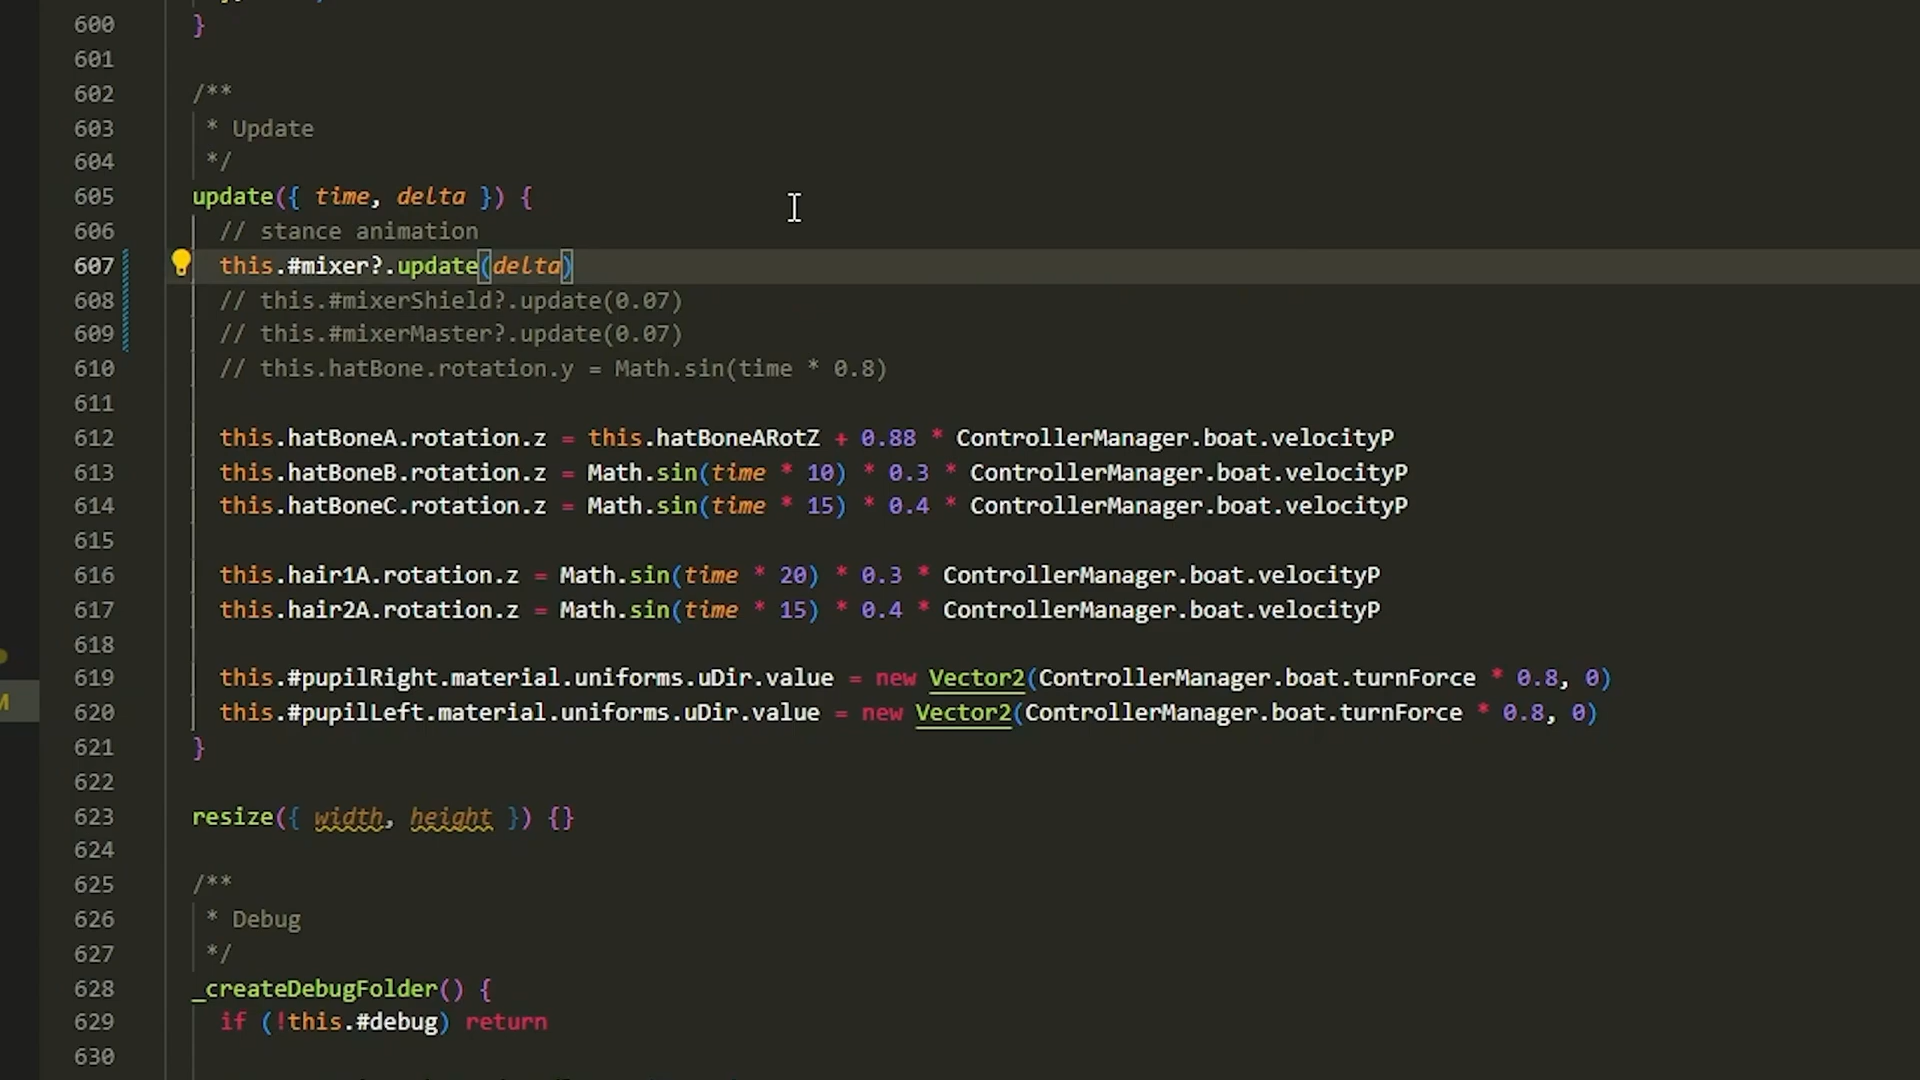 600 }
601
602 /**
603 * Update
604 */
605 update({ time, delta }) {
606 // stance animation
607 this.#mixer?.update(delta)
608 // this.#mixerShield?.update(0.07)
609 // this.#mixerMaster?.update(0.07)
610 // this.hatBone.rotation.y = Math.sin(time * 0.8)
611
612 this.hatBoneA.rotation.z = this.hatBoneARotZ + 0.88 * ControllerManager.boat.velocityP
613 this.hatBoneB.rotation.z = Math.sin(time * 10) * 0.3 * ControllerManager.boat.velocityP
614 this.hatBoneC.rotation.z = Math.sin(time * 15) * 0.4 * ControllerManager.boat.velocityP
615
616 this.hair1A.rotation.z = Math.sin(time * 20) * 0.3 * ControllerManager.boat.velocityP
617 this.hair2A.rotation.z = Math.sin(time * 15) * 0.4 * ControllerManager.boat.velocityP
618
619 this.#pupilRight.material.uniforms.uDir.value = new Vector2(ControllerManager.boat.turnForce * 0.8, 0)
M 620 this.#pupilLeft.material.uniforms.uDir.value = new Vector2(ControllerManager.boat.turnForce * 0.8, 0)
621 }
622
623 resize({ width, height }) {}
624
625 /**
626 * Debug
627 */
628 _createDebugFolder() {
629 if (!this.#debug) return
630